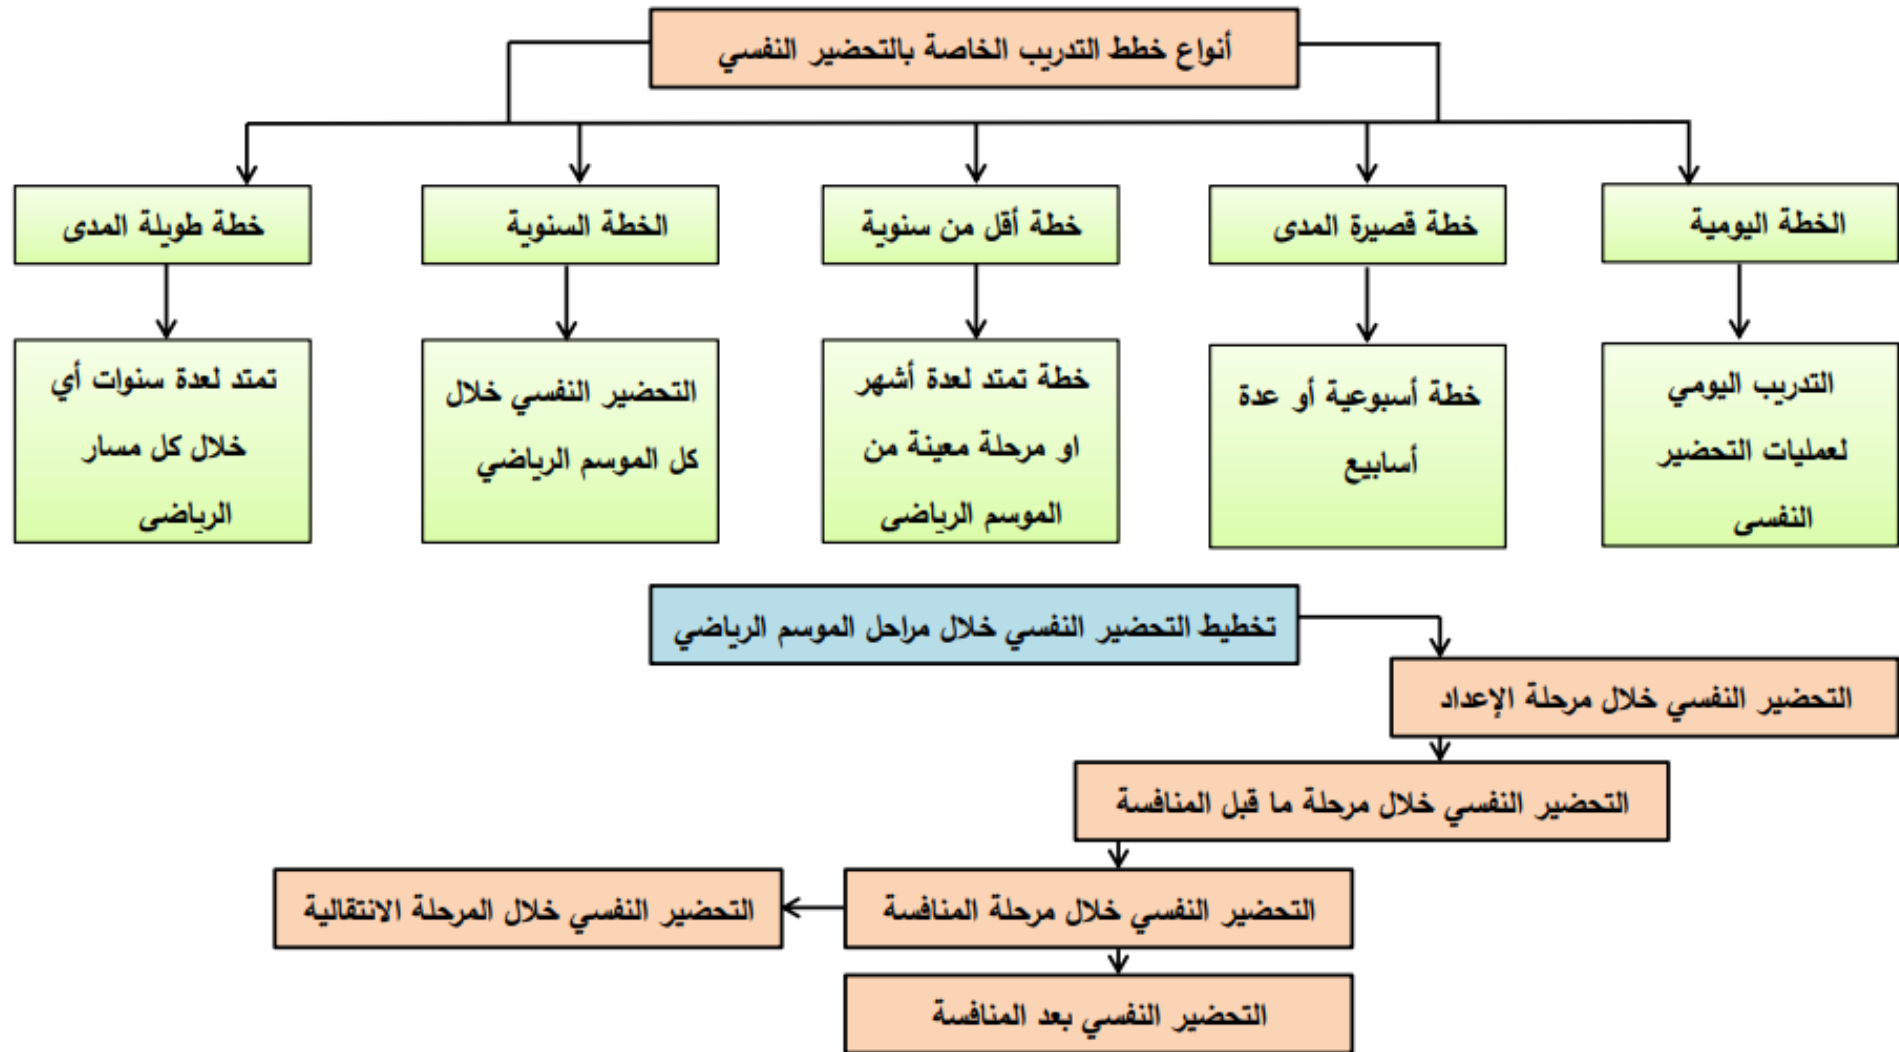 أنواع خطط التدريب الخاصة بالتحضير النفسي
الخطة اليومية
خطة قصيرة المدى
خطة أقل من سنوية
الخطة السنوية
خطة طويلة المدى
التدريب اليومي
لعمليات التحضير
النفسي
خطة أسبوعية أو عدة
أسابيع
خطة تمتد لعدة أشهر
او مرحلة معينة من
الموسم الرياضي
التحضير النفسي خلال
كل الموسم الرياضي
تمتد لعدة سنوات أي
خلال كل مسار
الرياضي
تخطيط التحضير النفسي خلال مراحل الموسم الرياضي
التحضير النفسي خلال مرحلة الإعداد
التحضير النفسي خلال مرحلة ما قبل المنافسة
التحضير النفسي خلال مرحلة المنافسة
التحضير النفسي خلال المرحلة الانتقالية
التحضير النفسي بعد المنافسة